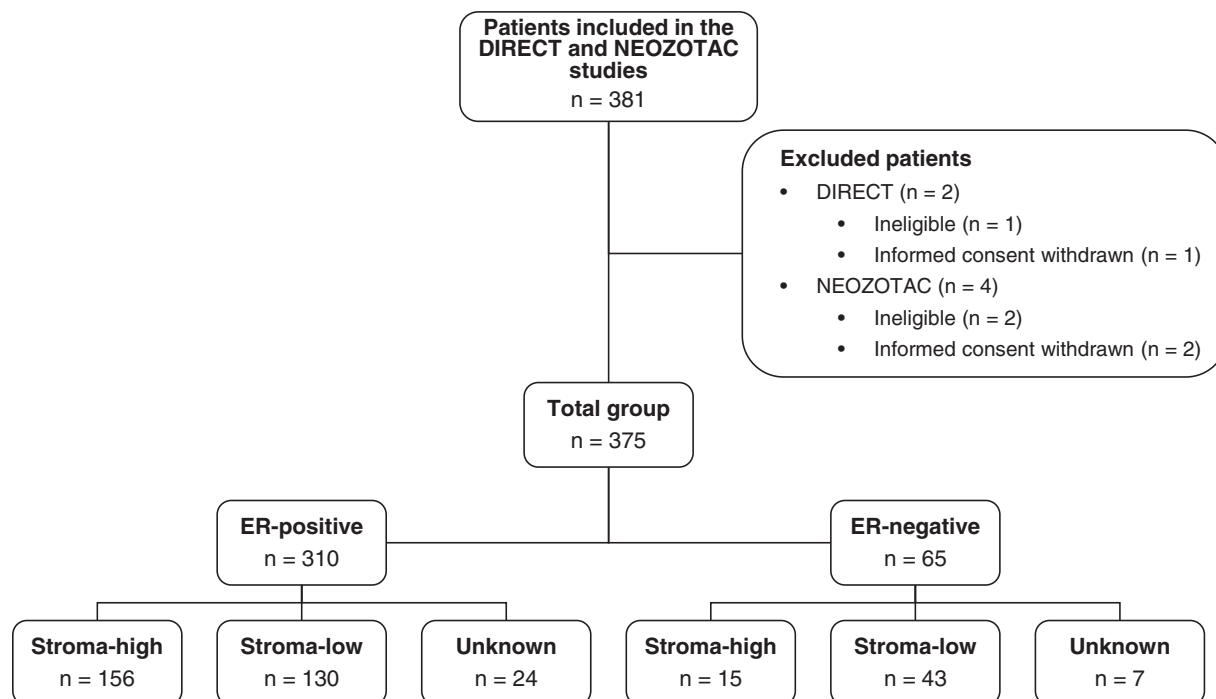 Patients included in the
DIRECT and NEOZOTAC
studies
n = 381
Excluded patients
• DIRECT (n = 2)
• Ineligible (n = 1)
• Informed consent withdrawn (n = 1)
• NEOZOTAC (n = 4)
• Ineligible (n = 2)
• Informed consent withdrawn (n = 2)
Total group
n = 375
ER-positive
n = 310
ER-negative
n = 65
Stroma-high
n = 156
Stroma-low
n = 130
Unknown
n = 24
Stroma-high
n = 15
Stroma-low
n = 43
Unknown
n = 7